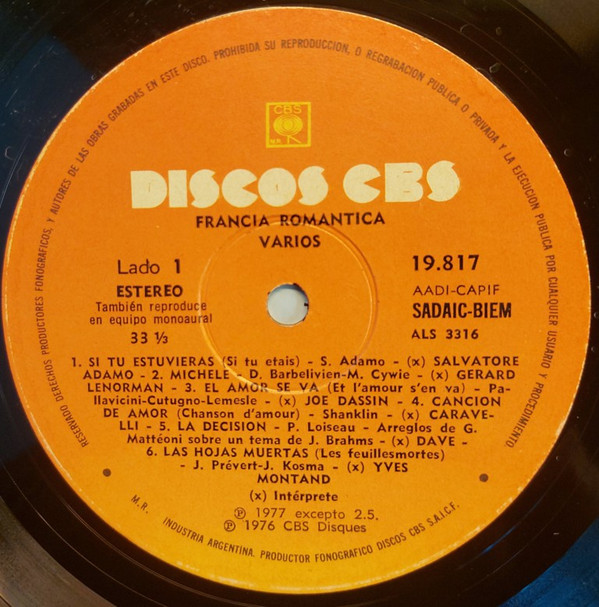 RESERVADO DERECHOS PRODUCTORES FONOGRAFICOS, Y AUTORES DE LAS OBRAS GRABADAS EN ESTE DISCO. PROHIBIDA SU REPRODUCCION, O REGRABACION PUBLICA O PRIVADA Y LA EJECUCION PUBLICA POR CUALQUIER USUARIO Y PROCEDIMIENTO
CBS
M.R.
DISCOS CBS
FRANCIA ROMANTICA
VARIOS
Lado 1
ESTEREO
También reproduce
en equipo monoaural
33 ⅓
19.817
AADI-CAPIF
SADAIC-BIEM
ALS 3316
1. SI TU ESTUVIERAS (Si tu etais) - S. Adamo - (x) SALVATORE
ADAMO - 2. MICHELE - D. Barbelivien-M. Cywie - (x) GERARD
LENORMAN - 3. EL AMOR SE VA (Et l'amour s'en va) - Pa-
llavicini-Cutugno-Lemesle - (x) JOE DASSIN - 4. CANCION
DE AMOR (Chanson d'amour) - Shanklin - (x) CARAVE-
LLI - 5. LA DECISION - P. Loiseau - Arreglos de G.
Mattéoni sobre un tema de J. Brahms - (x) DAVE -
6. LAS HOJAS MUERTAS (Les feuillesmortes)
- J. Prévert-J. Kosma - (x) YVES
MONTAND
(x) Intérprete
℗ 1977 excepto 2.5.
℗ 1976 CBS Disques
M.R. INDUSTRIA ARGENTINA. PRODUCTOR FONOGRAFICO DISCOS CBS S.A.I.C.F.